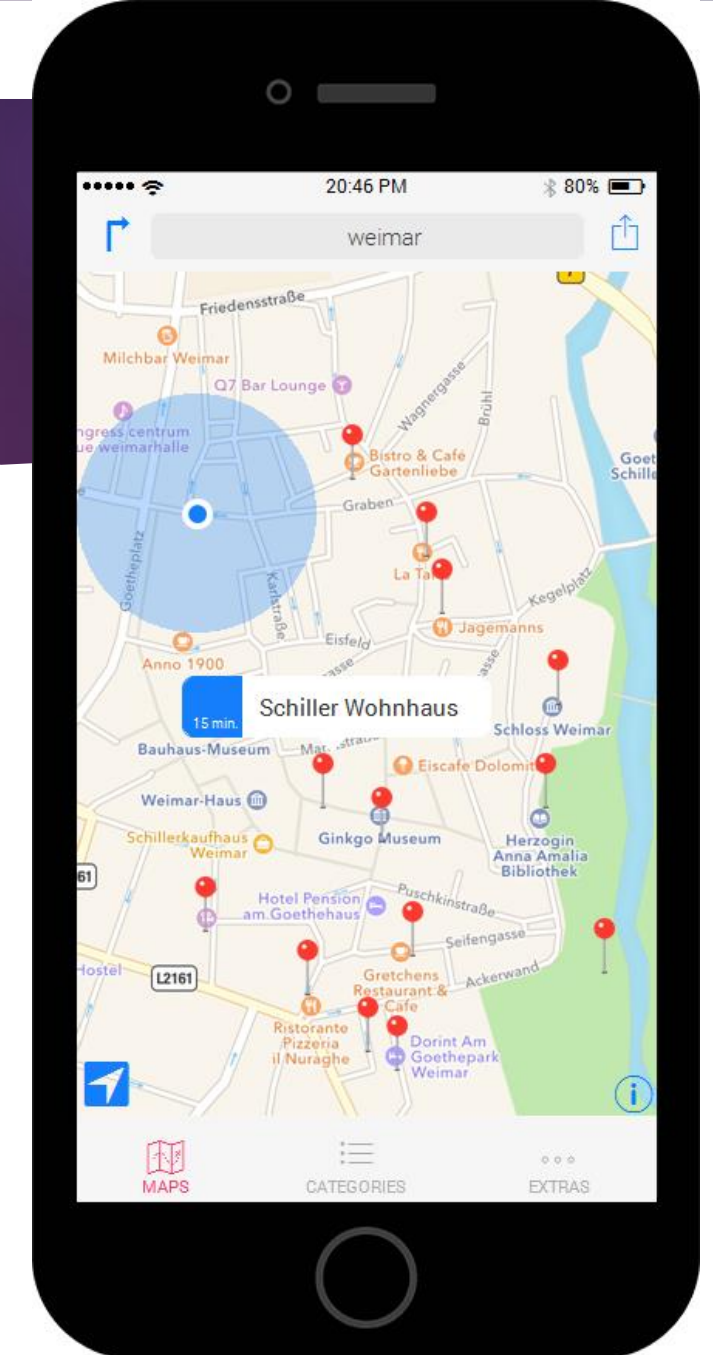 20:46 PM
80%
weimar
7
Friedensstraße
Milchbar Weimar
Q7 Bar Lounge
Wagnergasse
Brühl
ngress centrum
ue weimarhalle
Bistro & Café
Gartenliebe
Goet
Schille
Graben
Goetheplatz
La Ta
Karlstraße
Kegelplatz
Jagemanns
Eisfeld
Anno 1900
15 min.
Schiller Wohnhaus
Schloss Weimar
Bauhaus-Museum
Eiscafe Dolomit
Weimar-Haus
Schillerkaufhaus
Weimar
Ginkgo Museum
Herzogin
Anna Amalia
Bibliothek
61
Hotel Pension
am Goethehaus
Puschkinstraße
Seifengasse
Hostel
L2161
Gretchens
Restaurant &
Cafe
Ackerwand
Ristorante
Pizzeria
il Nuraghe
Dorint Am
Goethepark
Weimar
MAPS
CATEGORIES
EXTRAS